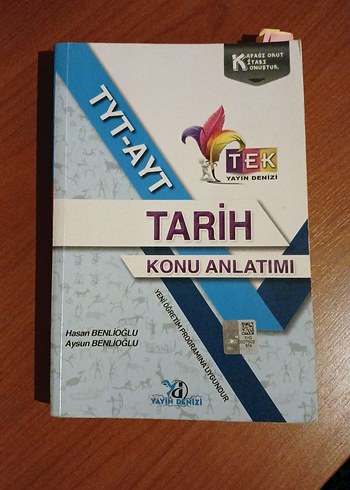 KAPAĞI OKUT
KİTABI
KONUŞTUR.
TYT-AYT
TEK
YAYIN DENİZİ
TARİH
KONU ANLATIMI
Hasan BENLİOĞLU
Aysun BENLİOĞLU
YENİ ÖĞRETİM PROGRAMINA UYGUNDUR
YAYIN DENİZİ